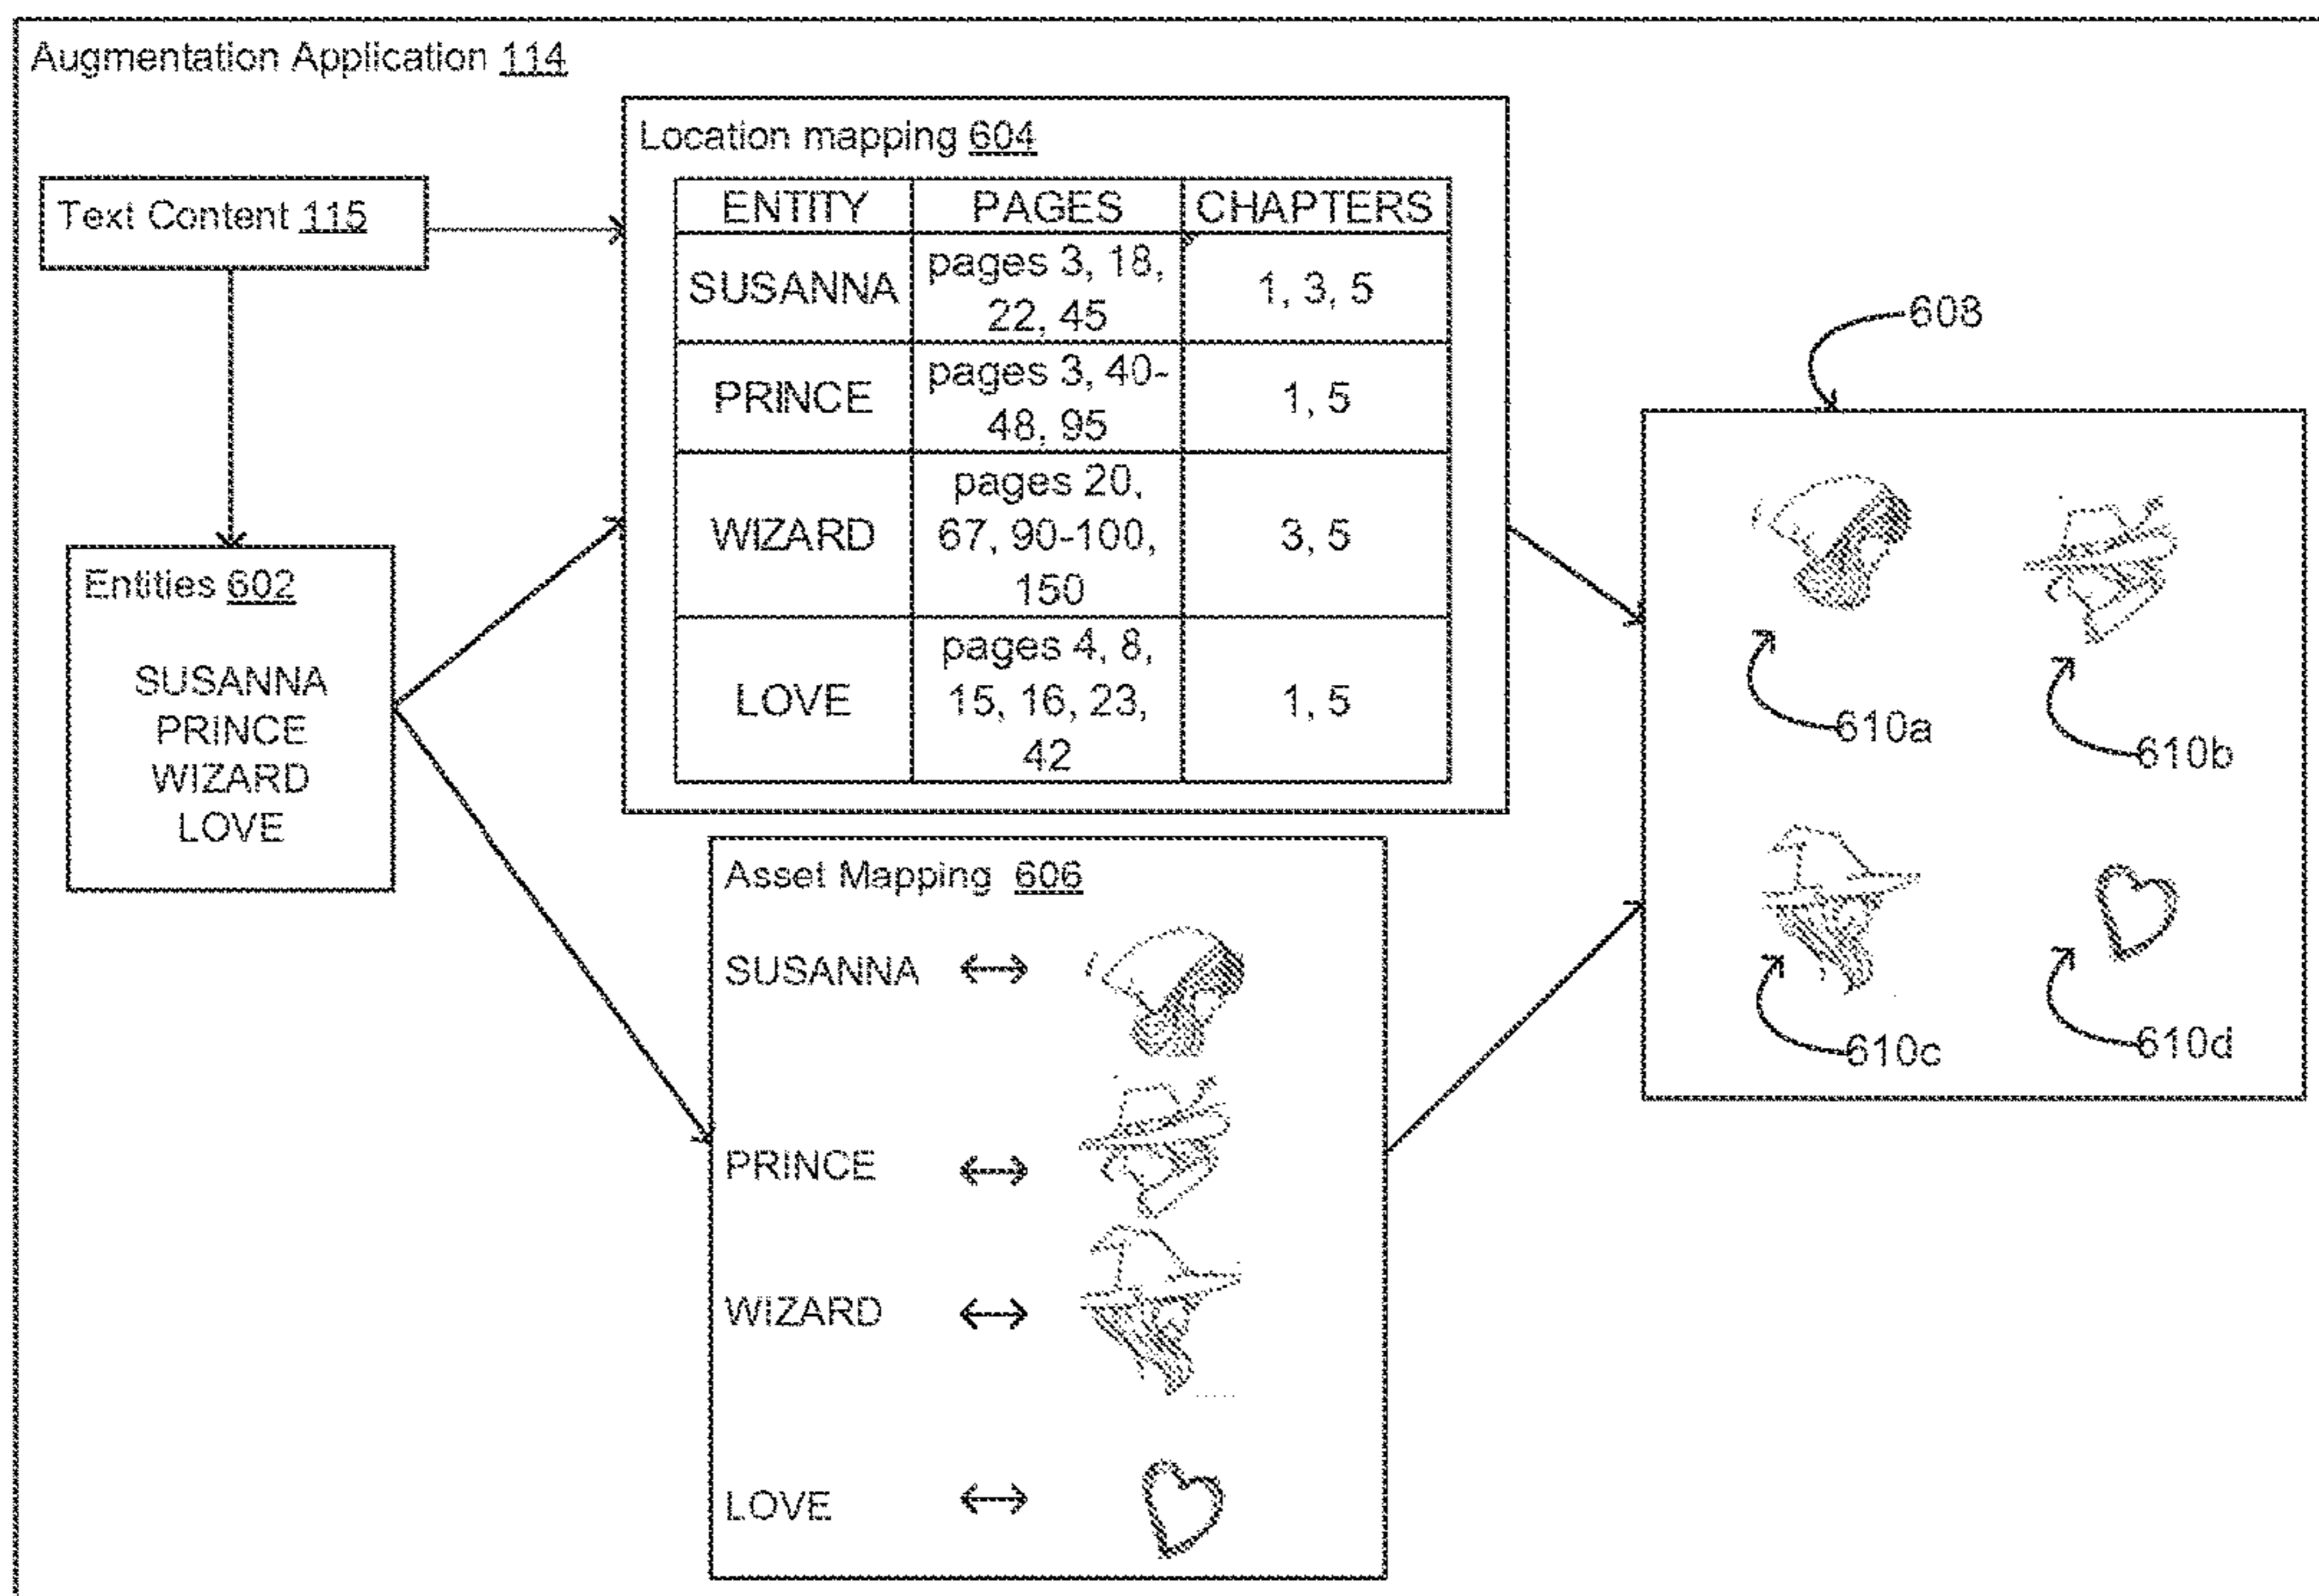 Augmentation Application 114
Text Content 115
Entities 602
SUSANNA
PRINCE
WIZARD
LOVE
Location mapping 604
ENTITY PAGES CHAPTERS
SUSANNA pages 3, 18, 22, 45 1, 3, 5
PRINCE pages 3, 40-48, 95 1, 5
WIZARD pages 20, 67, 90-100, 150 3, 5
LOVE pages 4, 8, 15, 16, 23, 42 1, 5
Asset Mapping 606
SUSANNA
PRINCE
WIZARD
LOVE
608
610a
610b
610c
610d